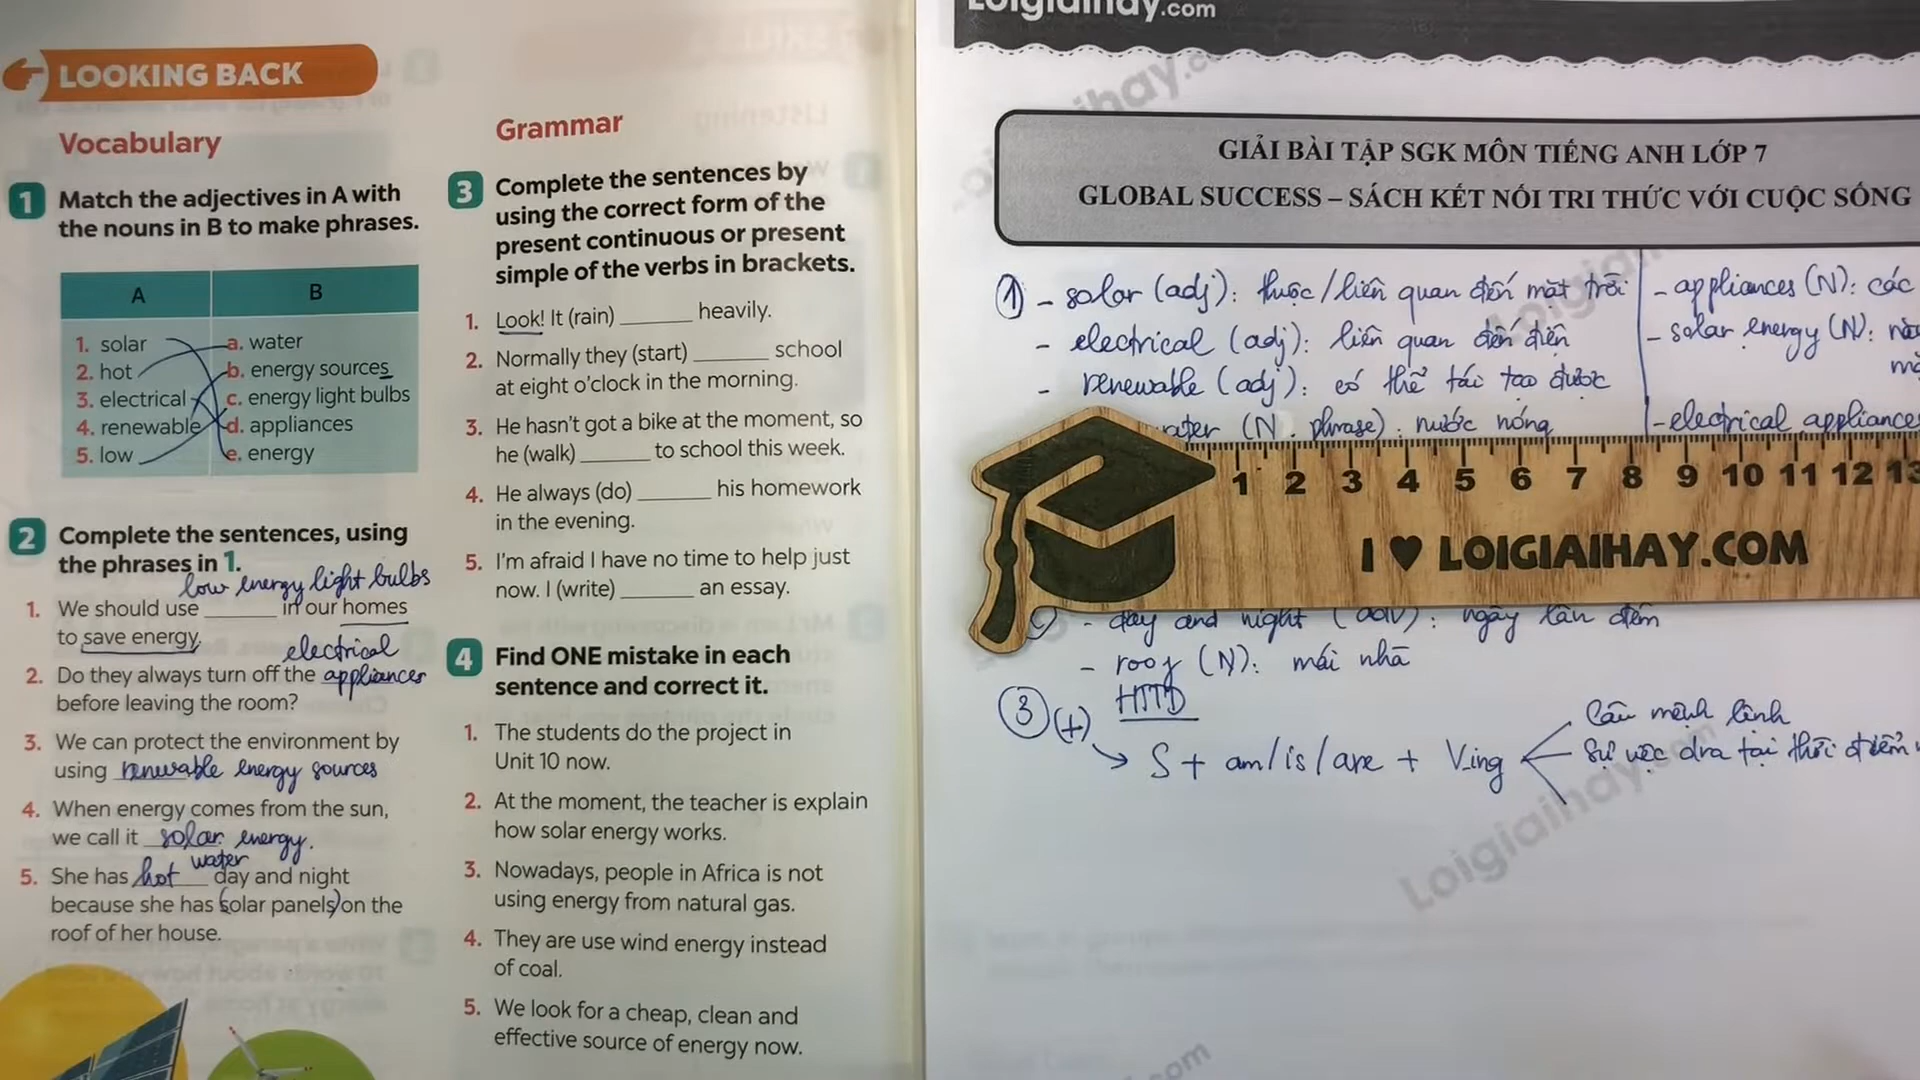 LOOKING BACK
Vocabulary
1 Match the adjectives in A with
the nouns in B to make phrases.
A B
1. solar a. water
2. hot b. energy sources
3. electrical c. energy light bulbs
4. renewable d. appliances
5. low e. energy
2 Complete the sentences, using
the phrases in 1.
low energy light bulbs
1. We should use ______ in our homes
to save energy.
electrical
2. Do they always turn off the appliances
before leaving the room?
3. We can protect the environment by
using renewable energy sources
4. When energy comes from the sun,
we call it solar energy.
water
5. She has hot ___ day and night
because she has (solar panels) on the
roof of her house.
Grammar
3 Complete the sentences by
using the correct form of the
present continuous or present
simple of the verbs in brackets.
1. Look! It (rain) ______ heavily.
2. Normally they (start) ______ school
at eight o'clock in the morning.
3. He hasn't got a bike at the moment, so
he (walk) ______ to school this week.
4. He always (do) ______ his homework
in the evening.
5. I'm afraid I have no time to help just
now. I (write) ______ an essay.
4 Find ONE mistake in each
sentence and correct it.
1. The students do the project in
Unit 10 now.
2. At the moment, the teacher is explain
how solar energy works.
3. Nowadays, people in Africa is not
using energy from natural gas.
4. They are use wind energy instead
of coal.
5. We look for a cheap, clean and
effective source of energy now.
Loigiaihay.com
GIẢI BÀI TẬP SGK MÔN TIẾNG ANH LỚP 7
GLOBAL SUCCESS – SÁCH KẾT NỐI TRI THỨC VỚI CUỘC SỐNG
1 - solar (adj): thuộc/liên quan đến mặt trời
- electrical (adj): liên quan đến điện
- renewable (adj): có thể tái tạo được
water (N. phrase): nước nóng
- appliances (N): các
- solar energy (N): nă
mặ
- electrical appliances
1 2 3 4 5 6 7 8 9 10 11 12 13
I ♥ LOIGIAIHAY.COM
- day and night (adv): ngày lẫn đêm
- roof (N): mái nhà
3 (+) HTTD
→ S + am/is/are + V_ing
Câu mệnh lệnh
Sự việc dra tại thời điểm
Loigiaihay.com